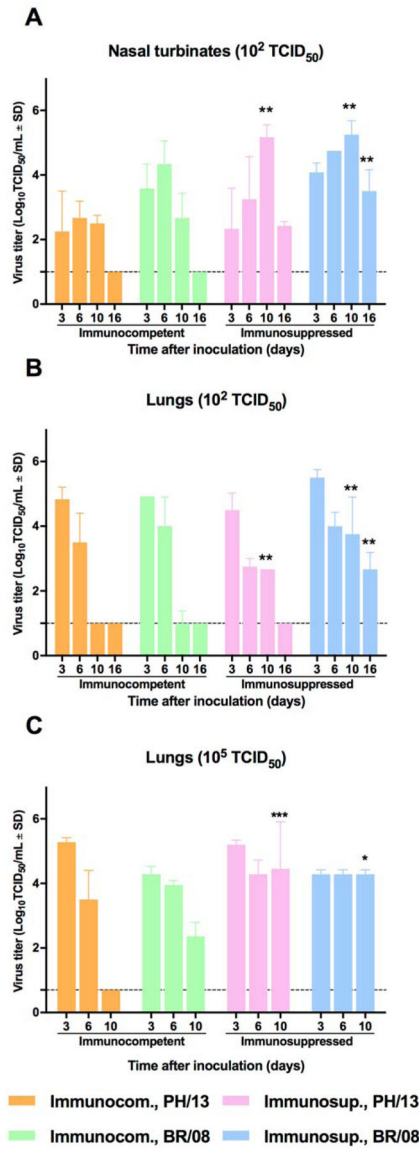 A
Nasal turbinates (10² TCID₅₀)
Virus titer (Log₁₀TCID₅₀/mL ± SD)
6
4
2
0
** ** **
3 6 10 16 3 6 10 16 3 6 10 16 3 6 10 16
Immunocompetent Immunosuppressed
Time after inoculation (days)
B
Lungs (10² TCID₅₀)
Virus titer (Log₁₀TCID₅₀/mL ± SD)
6
4
2
0
** ** **
3 6 10 16 3 6 10 16 3 6 10 16 3 6 10 16
Immunocompetent Immunosuppressed
Time after inoculation (days)
C
Lungs (10⁵ TCID₅₀)
Virus titer (Log₁₀TCID₅₀/mL ± SD)
6
4
2
0
*** *
3 6 10 3 6 10 3 6 10 3 6 10
Immunocompetent Immunosuppressed
Time after inoculation (days)
Immunocom., PH/13 Immunosup., PH/13
Immunocom., BR/08 Immunosup., BR/08